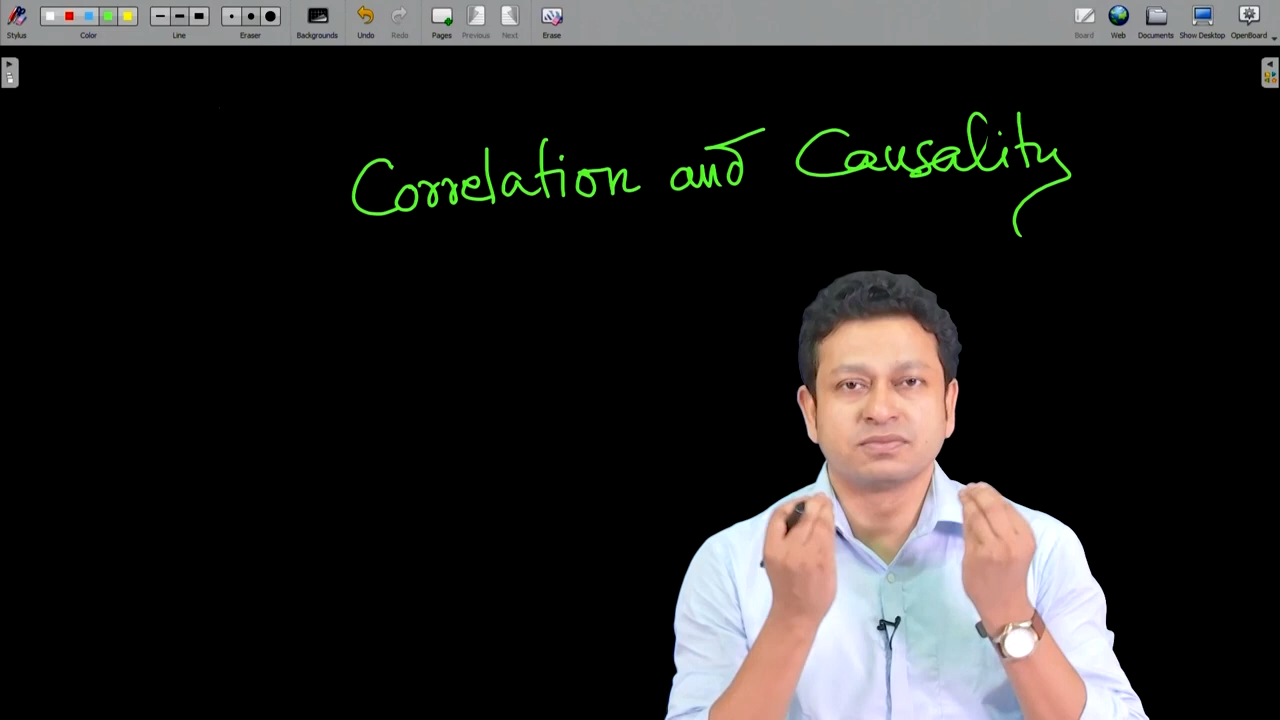 Stylus
Color
Line
Eraser
Backgrounds
Undo
Redo
Pages
Previous
Next
Erase
Board
Web
Documents
Show Desktop
OpenBoard
Correlation and Causality